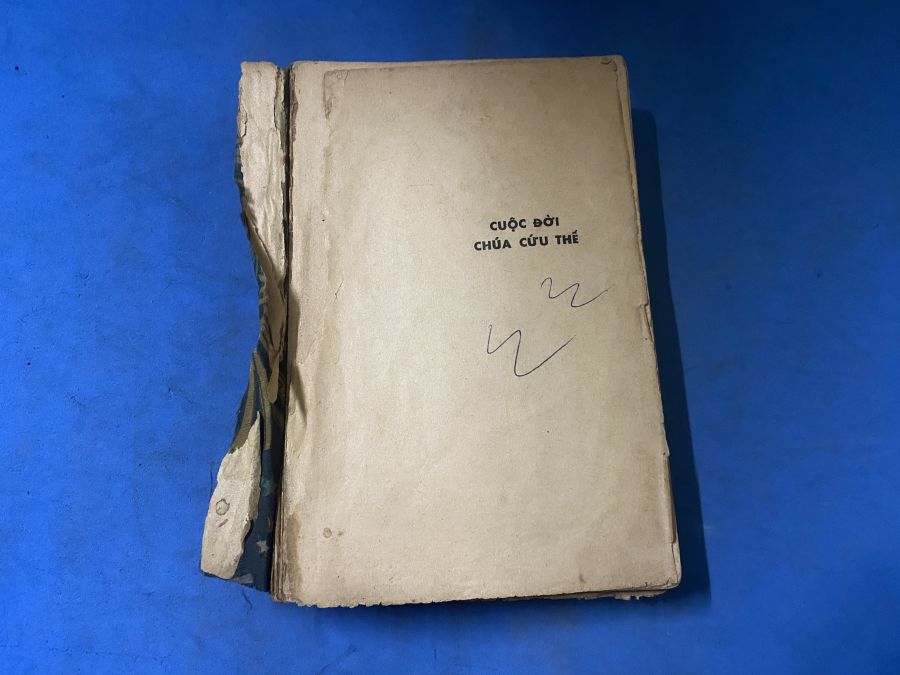 CUỘC ĐỜI
CHÚA CỨU THẾ